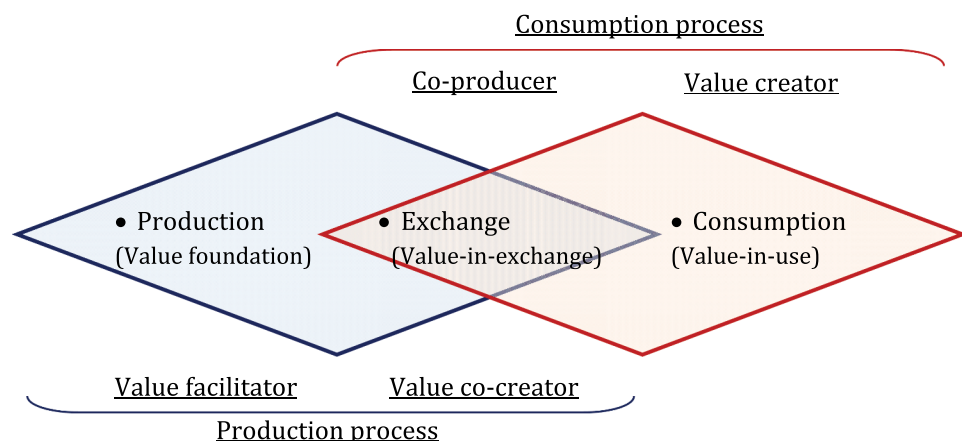 Consumption process
Co-producer
Value creator
• Production
(Value foundation)
• Exchange
(Value-in-exchange)
• Consumption
(Value-in-use)
Value facilitator
Value co-creator
Production process